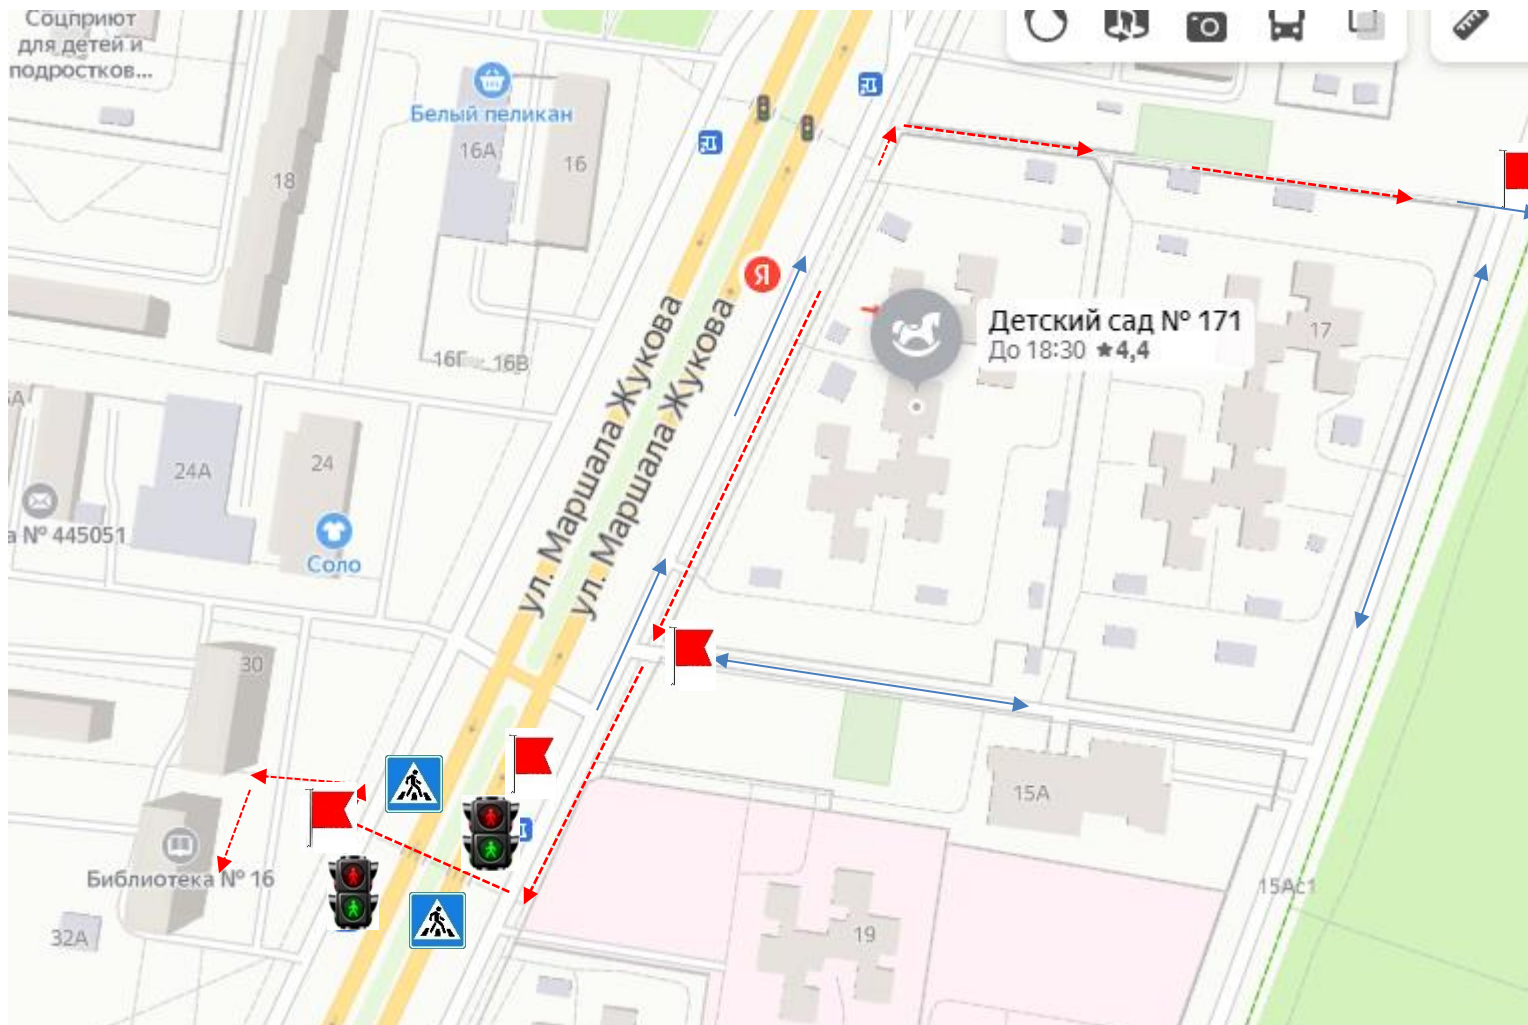 Соцприют
для детей и
подростков...
Белый пеликан
16А
16
18
16Г
16В
ул. Маршала Жукова
ул. Маршала Жукова
Я
Детский сад № 171
До 18:30 ★4,4
17
24А
24
№ 445051
Соло
30
15А
Библиотека № 16
32А
19
15Ас1